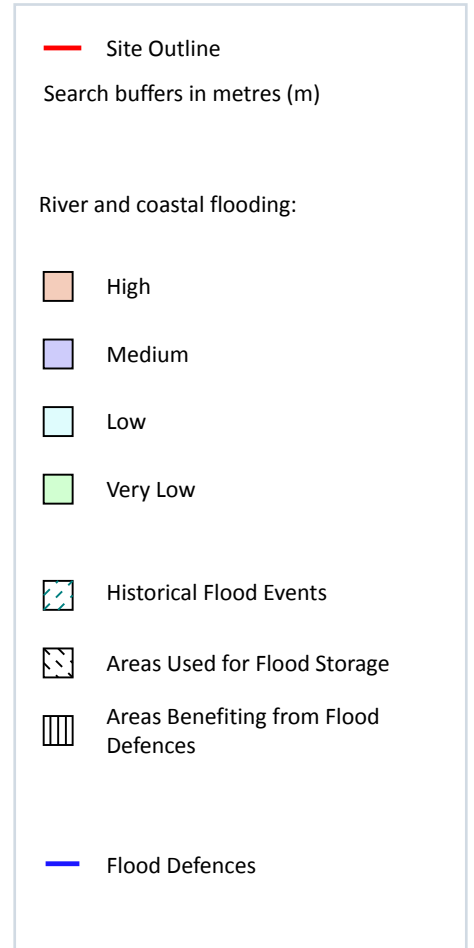 Site Outline
Search buffers in metres (m)
River and coastal flooding:
High
Medium
Low
Very Low
Historical Flood Events
Areas Used for Flood Storage
Areas Benefiting from Flood
Defences
Flood Defences